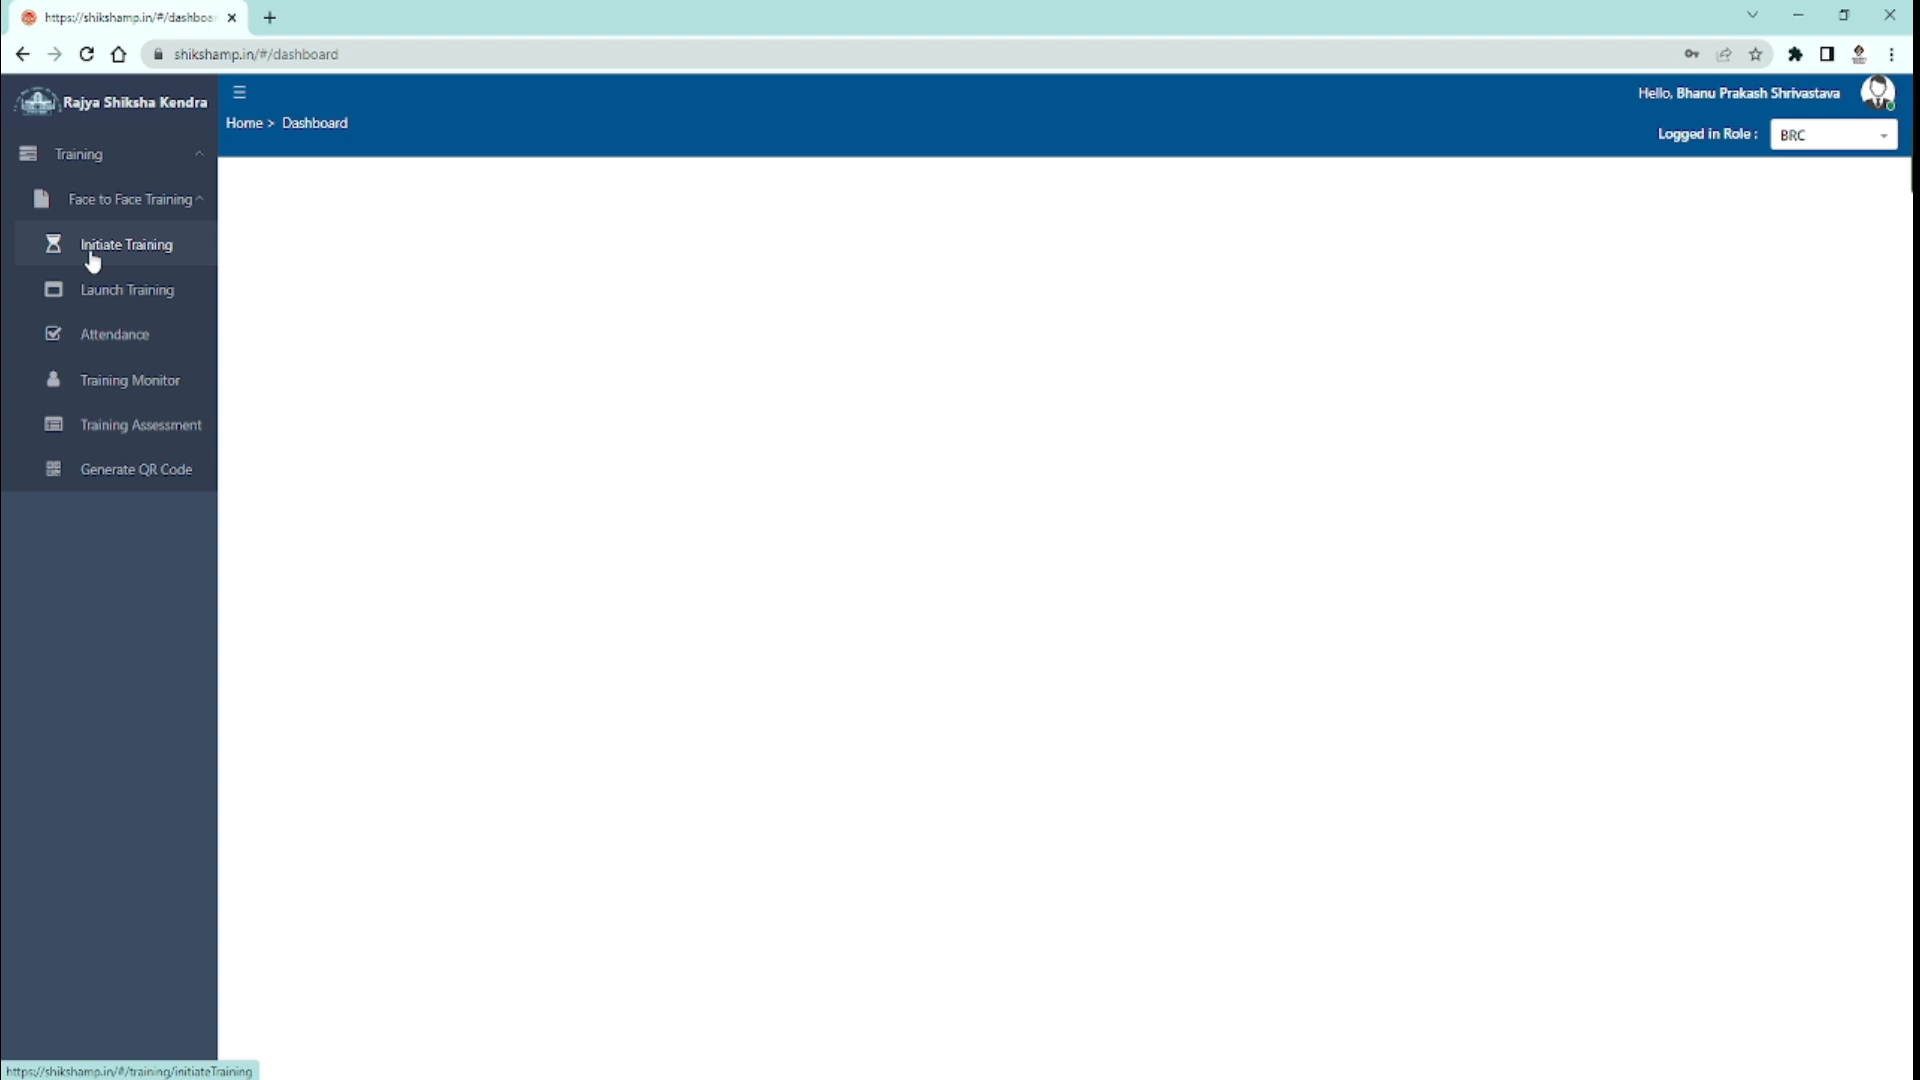 https://shikshamp.in/#/dashboar
shikshamp.in/#/dashboard
Rajya Shiksha Kendra
Hello, Bhanu Prakash Shrivastava
Home > Dashboard
Logged in Role :
BRC
Training
Face to Face Training
Initiate Training
Launch Training
Attendance
Training Monitor
Training Assessment
Generate QR Code
https://shikshamp.in/#/training/initiateTraining